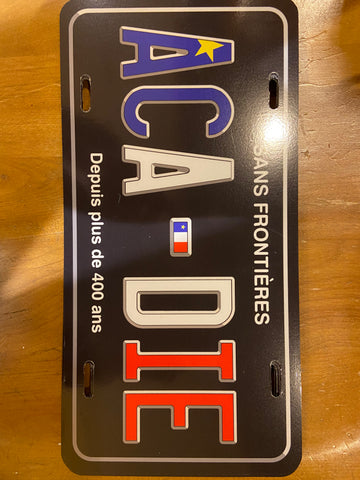 SANS FRONTIÈRES
ACA-DIE
Depuis plus de 400 ans